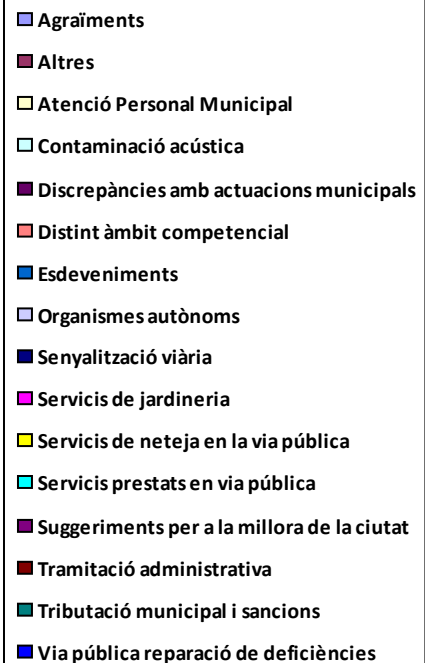 Agraïments
Altres
Atenció Personal Municipal
Contaminació acústica
Discrepàncies amb actuacions municipals
Distint àmbit competencial
Esdeveniments
Organismes autònoms
Senyalització viària
Servicis de jardineria
Servicis de neteja en la via pública
Servicis prestats en via pública
Suggeriments per a la millora de la ciutat
Tramitació administrativa
Tributació municipal i sancions
Via pública reparació de deficiències